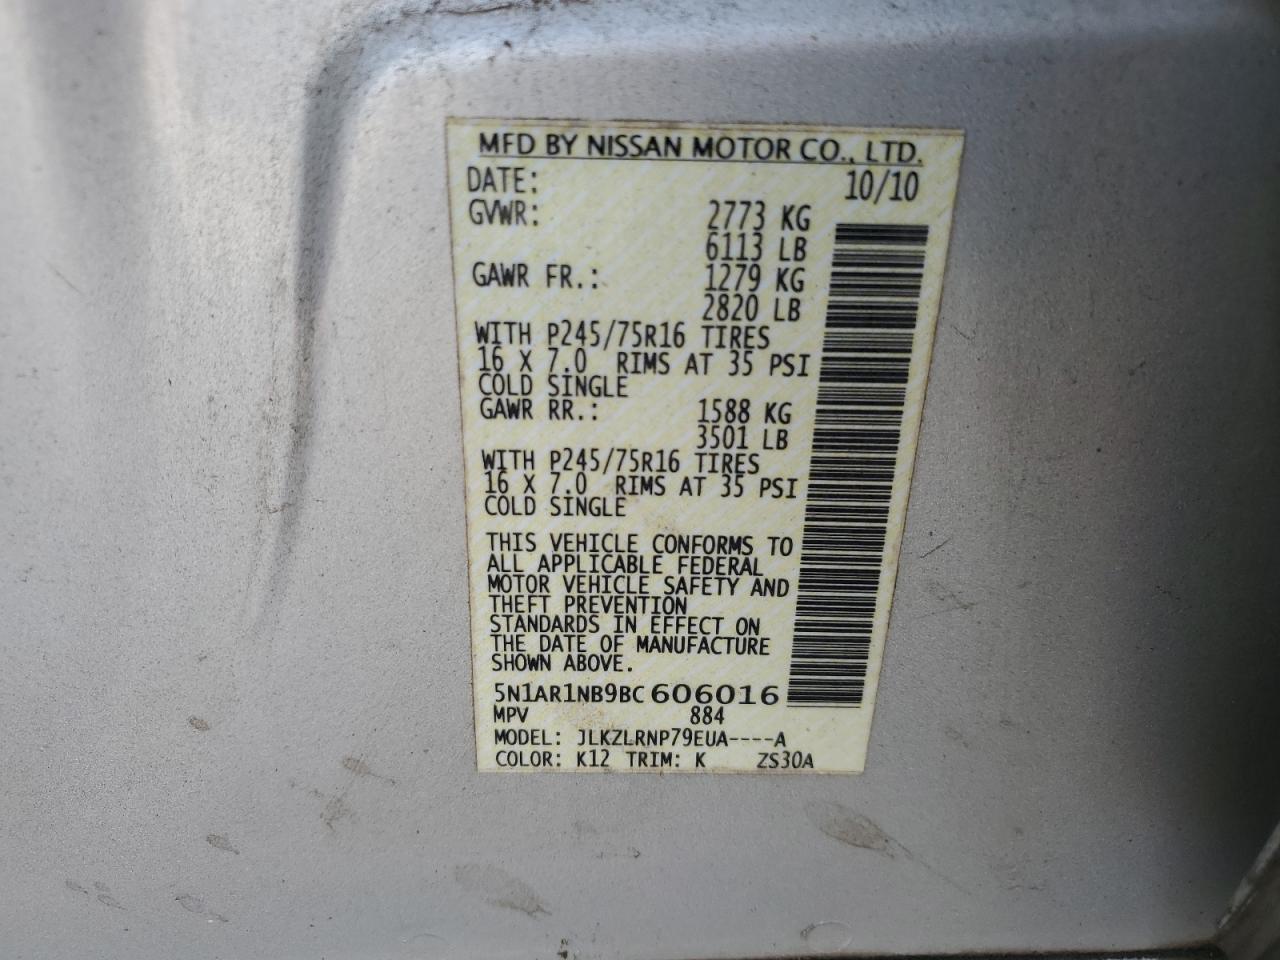 MFD BY NISSAN MOTOR CO., LTD.
DATE: 10/10
GVWR: 2773 KG
6113 LB
GAWR FR.: 1279 KG
2820 LB
WITH P245/75R16 TIRES
16 X 7.0 RIMS AT 35 PSI
COLD SINGLE
GAWR RR.: 1588 KG
3501 LB
WITH P245/75R16 TIRES
16 X 7.0 RIMS AT 35 PSI
COLD SINGLE
THIS VEHICLE CONFORMS TO
ALL APPLICABLE FEDERAL
MOTOR VEHICLE SAFETY AND
THEFT PREVENTION
STANDARDS IN EFFECT ON
THE DATE OF MANUFACTURE
SHOWN ABOVE.
5N1AR1NB9BC606016
MPV 884
MODEL: JLKZLRNP79EUA----A
COLOR: K12 TRIM: K ZS30A